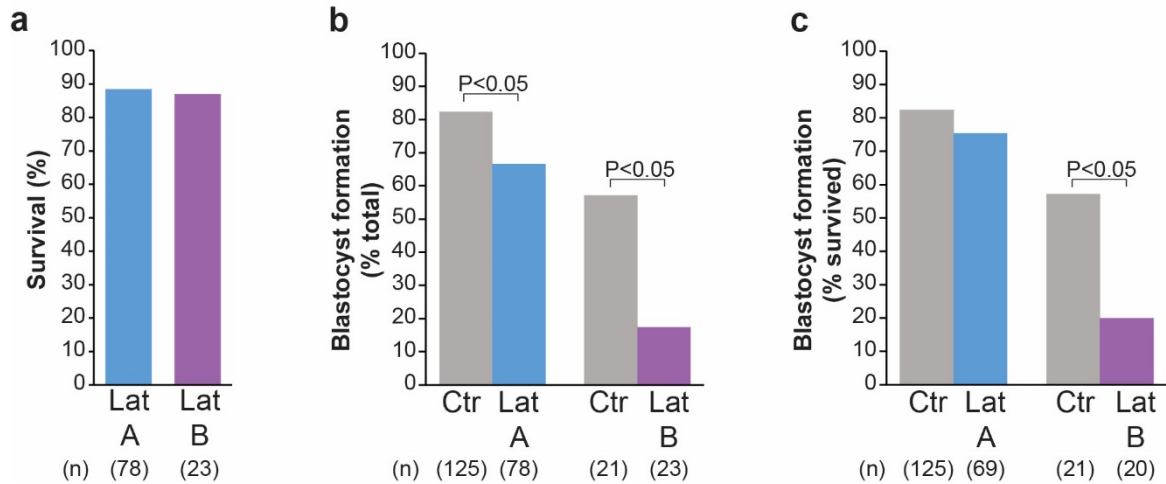 a
Survival (%)
100
90
80
70
60
50
40
30
20
10
0
Lat A
Lat B
(n) (78) (23)
b
Blastocyst formation
(% total)
100
90
80
70
60
50
40
30
20
10
0
P<0.05
P<0.05
Ctr
Lat A
Ctr
Lat B
(n) (125) (78) (21) (23)
c
Blastocyst formation
(% survived)
100
90
80
70
60
50
40
30
20
10
0
P<0.05
Ctr
Lat A
Ctr
Lat B
(n) (125) (69) (21) (20)